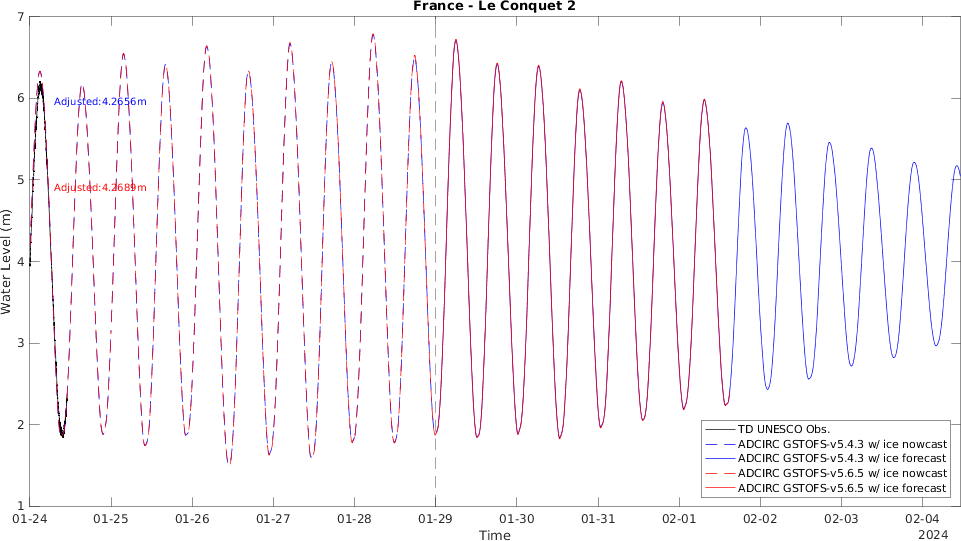 France - Le Conquet 2
7
6
5
4
3
2
1
Water Level (m)
Adjusted:4.2656m
Adjusted:4.2689m
TD UNESCO Obs.
ADCIRC GSTOFS-v5.4.3 w/ ice nowcast
ADCIRC GSTOFS-v5.4.3 w/ ice forecast
ADCIRC GSTOFS-v5.6.5 w/ ice nowcast
ADCIRC GSTOFS-v5.6.5 w/ ice forecast
01-24 01-25 01-26 01-27 01-28 01-29 01-30 01-31 02-01 02-02 02-03 02-04
Time
2024